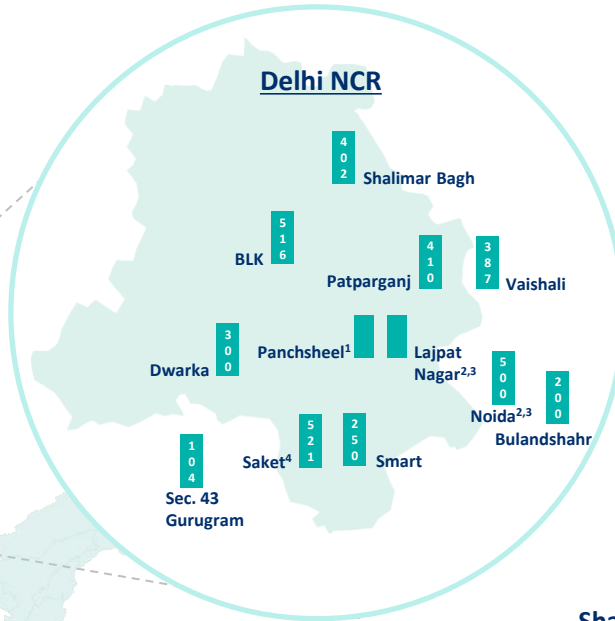 Delhi NCR
402
Shalimar Bagh
516
BLK
410
Patparganj
387
Vaishali
300
Dwarka
Panchsheel1
Lajpat
Nagar2,3
500
Noida2,3
200
Bulandshahr
521
Saket4
250
Smart
104
Sec. 43
Gurugram
Sha